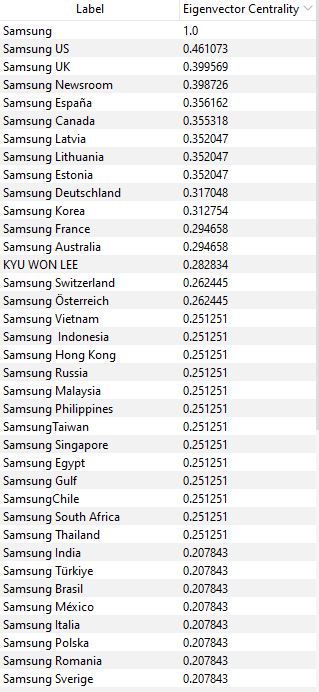 Label Eigenvector Centrality
Samsung 1.0
Samsung US 0.461073
Samsung UK 0.399569
Samsung Newsroom 0.398726
Samsung España 0.356162
Samsung Canada 0.355318
Samsung Latvia 0.352047
Samsung Lithuania 0.352047
Samsung Estonia 0.352047
Samsung Deutschland 0.317048
Samsung Korea 0.312754
Samsung France 0.294658
Samsung Australia 0.294658
KYU WON LEE 0.282834
Samsung Switzerland 0.262445
Samsung Österreich 0.262445
Samsung Vietnam 0.251251
Samsung  Indonesia 0.251251
Samsung Hong Kong 0.251251
Samsung Russia 0.251251
Samsung Malaysia 0.251251
Samsung Philippines 0.251251
SamsungTaiwan 0.251251
Samsung Singapore 0.251251
Samsung Egypt 0.251251
Samsung Gulf 0.251251
SamsungChile 0.251251
Samsung South Africa 0.251251
Samsung Thailand 0.251251
Samsung India 0.207843
Samsung Türkiye 0.207843
Samsung Brasil 0.207843
Samsung México 0.207843
Samsung Italia 0.207843
Samsung Polska 0.207843
Samsung Romania 0.207843
Samsung Sverige 0.207843